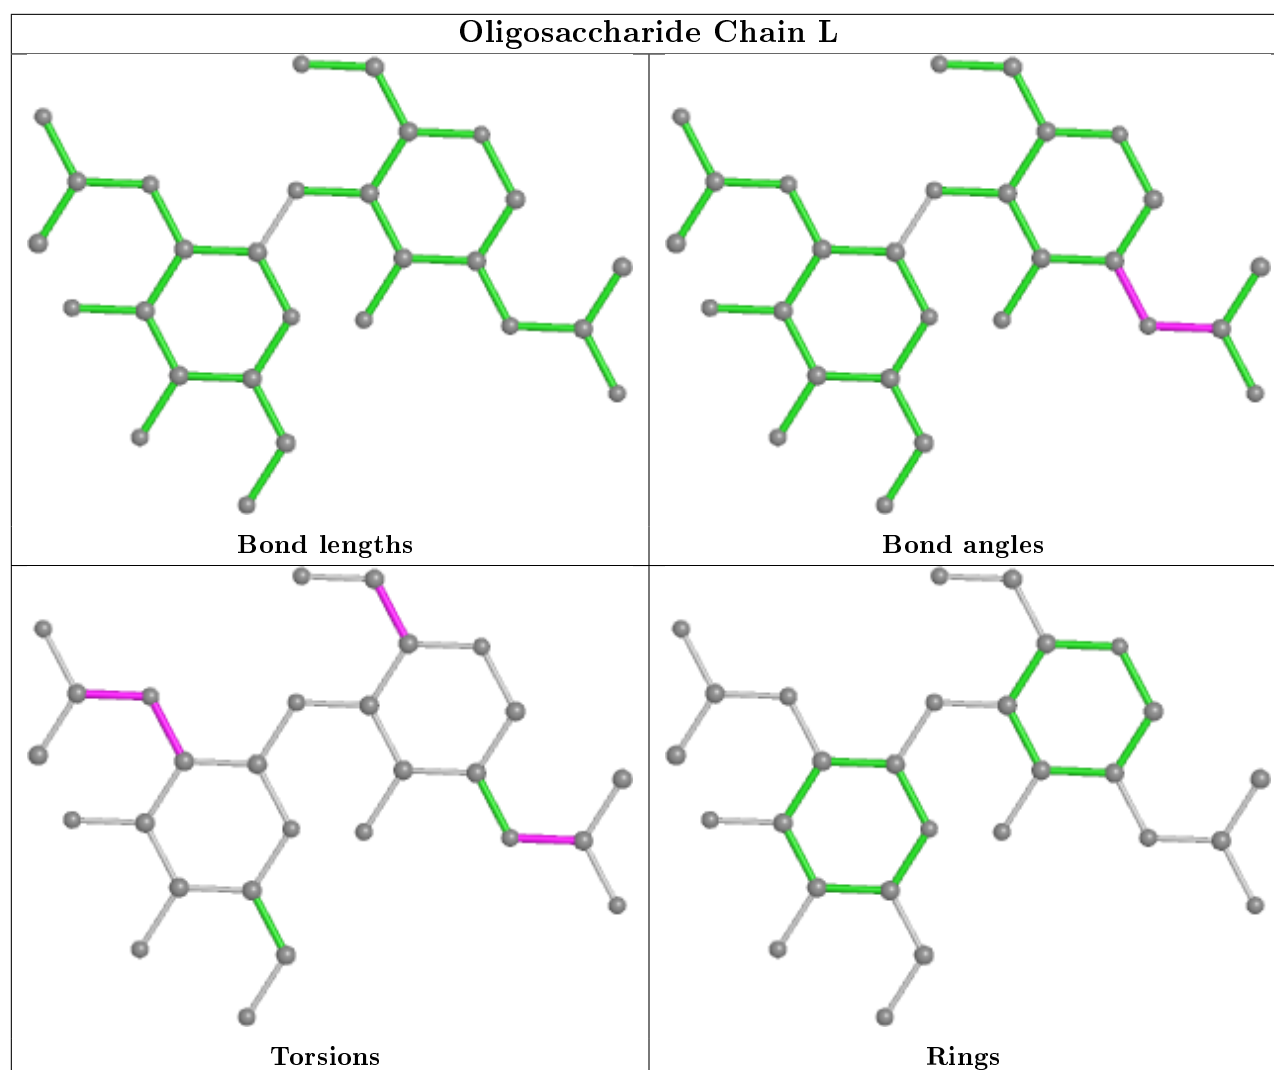 Oligosaccharide Chain L
Bond lengths
Bond angles
Torsions
Rings